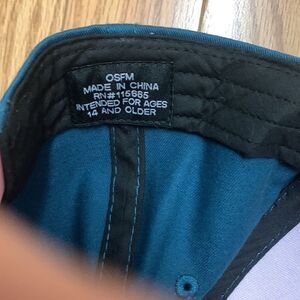 OSFM
MADE IN CHINA
RN#115665
INTENDED FOR AGES
14 AND OLDER